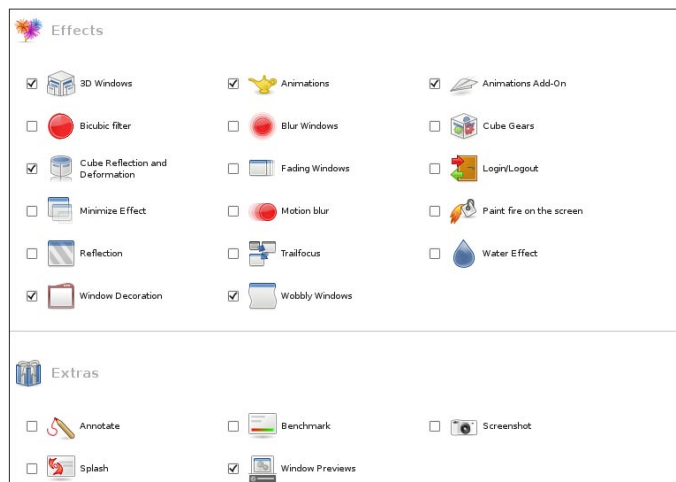 Effects
3D Windows
Animations
Animations Add-On
Bicubic filter
Blur Windows
Cube Gears
Cube Reflection and
Deformation
Fading Windows
Login/Logout
Minimize Effect
Motion blur
Paint fire on the screen
Reflection
Trailfocus
Water Effect
Window Decoration
Wobbly Windows
Extras
Annotate
Benchmark
Screenshot
Splash
Window Previews